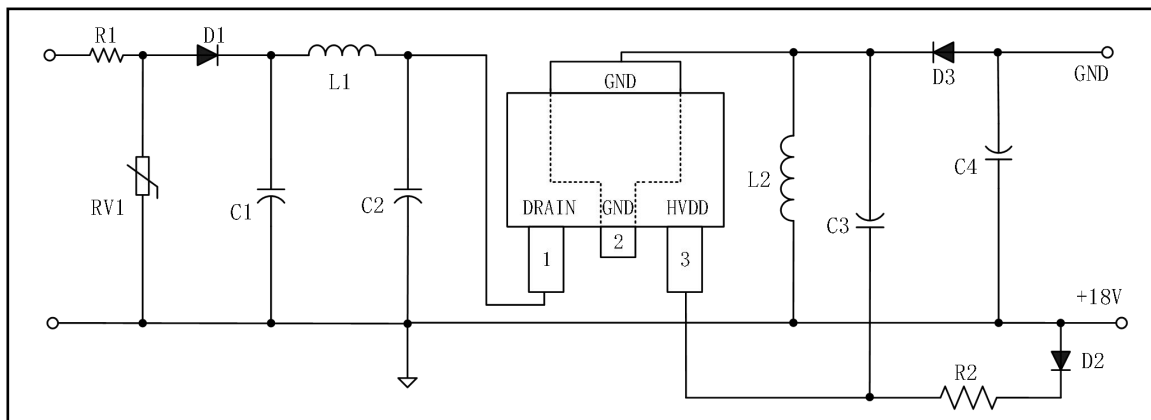 R1
D1
L1
RV1
C1
C2
GND
DRAIN
GND
HVDD
1
2
3
L2
C3
D3
C4
GND
+18V
D2
R2